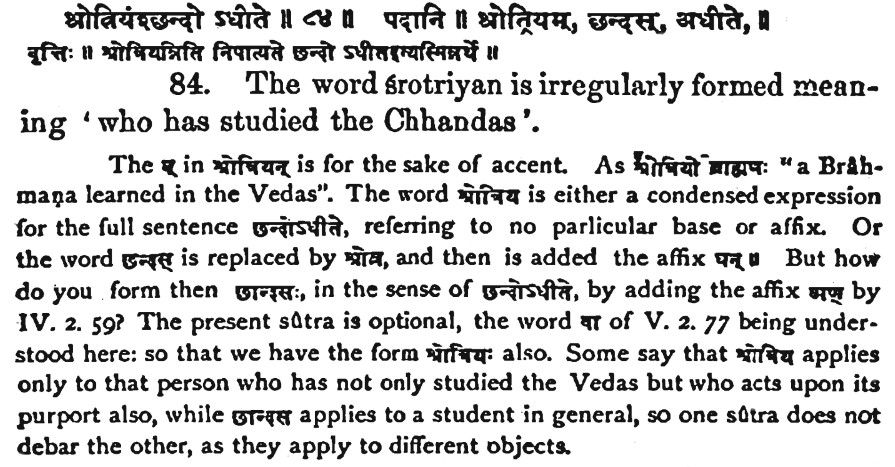 श्रोत्रियंश्छन्दो ऽधीते ॥ ८४ ॥ पदानि ॥ श्रोत्रियम्, छन्दस्, अधीते, ॥
वृत्तिः ॥ श्रोत्रियन्निति निपात्यते छन्दो ऽधीतइत्यस्मिन्नर्थे ॥
84. The word śrotriyan is irregularly formed mean-
ing ‘who has studied the Chhandas’.
The न् in श्रोत्रियन् is for the sake of accent. As श्रोत्रियो ब्राह्मणः "a Brâh-
maṇa learned in the Vedas". The word श्रोत्रिय is either a condensed expression
for the full sentence छन्दोऽधीते, referring to no parlicular base or affix. Or
the word छन्दस् is replaced by श्रोत्र, and then is added the affix घन् ॥ But how
do you form then छान्दसः, in the sense of छन्दोऽधीते, by adding the affix अण् by
IV. 2. 59? The present sûtra is optional, the word वा of V. 2. 77 being under-
stood here: so that we have the form श्रोत्रियः also. Some say that श्रोत्रिय applies
only to that person who has not only studied the Vedas but who acts upon its
purport also, while छान्दस applies to a student in general, so one sûtra does not
debar the other, as they apply to different objects.